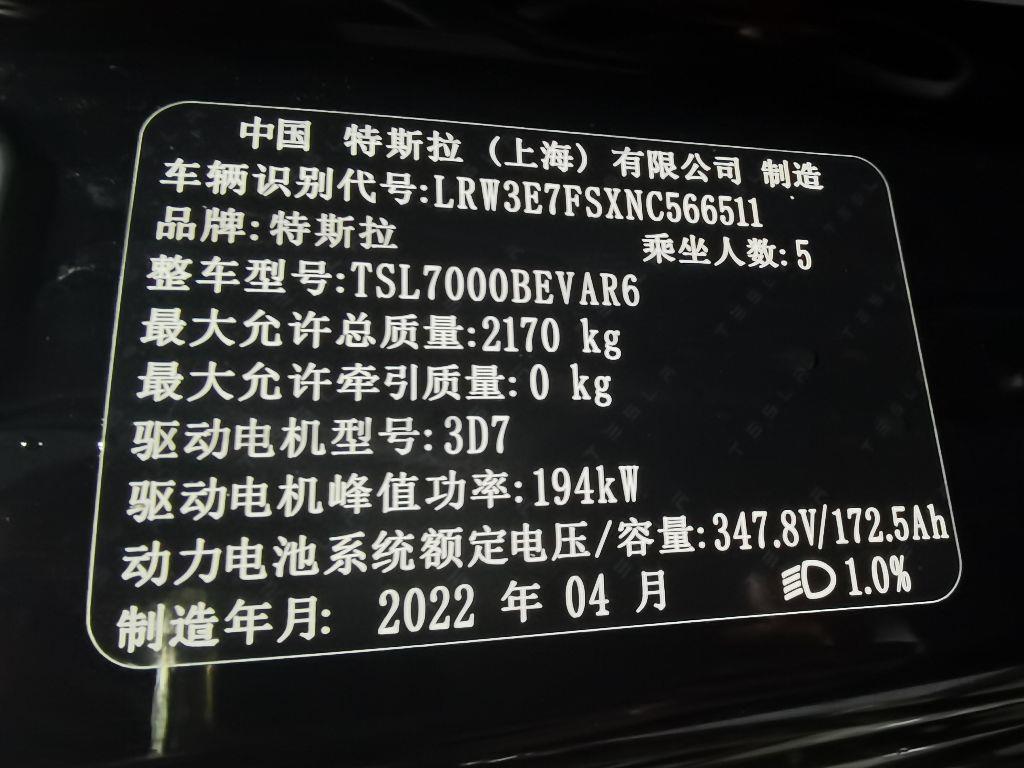 中国 特斯拉(上海)有限公司 制造
车辆识别代号:LRW3E7FSXNC566511
品牌:特斯拉 乘坐人数:5
整车型号:TSL7000BEVAR6
最大允许总质量:2170 kg
最大允许牵引质量:0 kg
驱动电机型号:3D7
驱动电机峰值功率:194kW
动力电池系统额定电压/容量:347.8V/172.5Ah
制造年月: 2022 年 04 月 1.0%